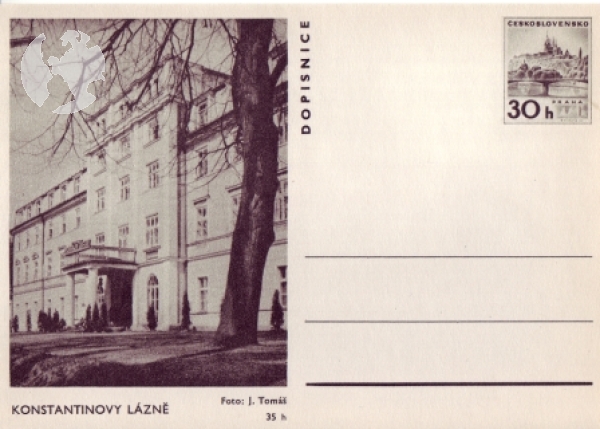 DOPISNICE
ČESKOSLOVENSKO
30 h
PRAHA
KONSTANTINOVY LÁZNĚ
Foto: J. Tomáš
35 h